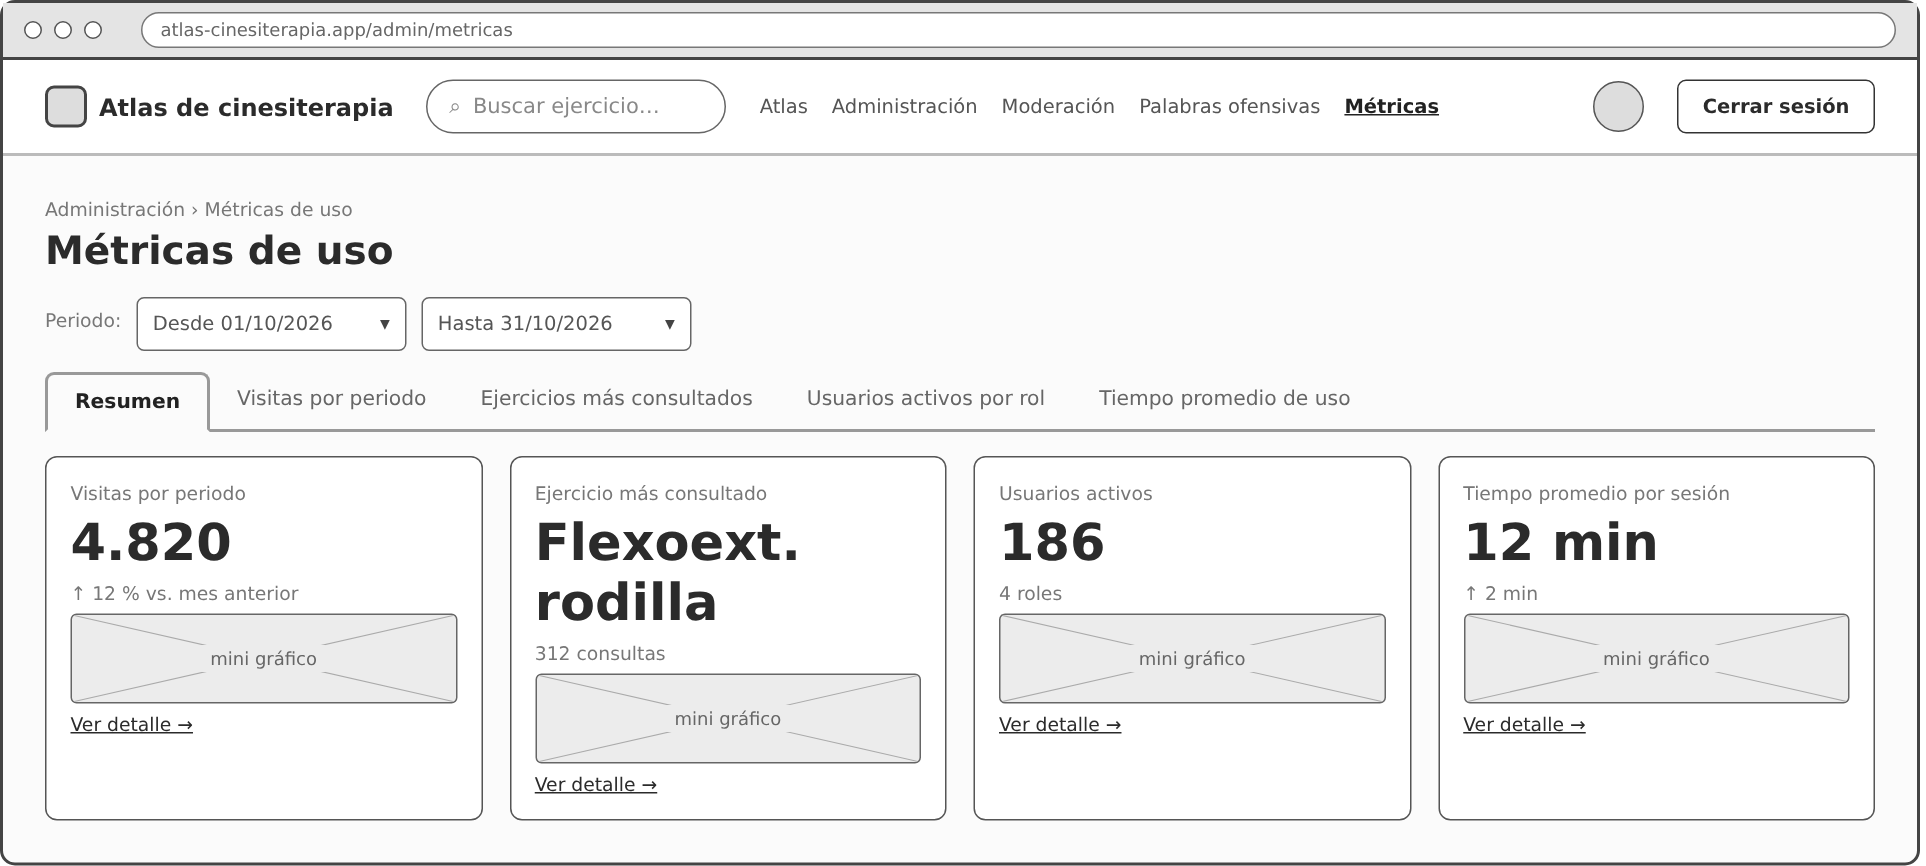 atlas-cinesiterapia.app/admin/metricas
Atlas de cinesiterapia
⌕ Buscar ejercicio...
Atlas Administración Moderación Palabras ofensivas Métricas
Cerrar sesión
Administración › Métricas de uso
Métricas de uso
Periodo: Desde 01/10/2026 ▾ Hasta 31/10/2026 ▾
Resumen Visitas por periodo Ejercicios más consultados Usuarios activos por rol Tiempo promedio de uso
Visitas por periodo
4.820
↑ 12 % vs. mes anterior
mini gráfico
Ver detalle →
Ejercicio más consultado
Flexoext.
rodilla
312 consultas
mini gráfico
Ver detalle →
Usuarios activos
186
4 roles
mini gráfico
Ver detalle →
Tiempo promedio por sesión
12 min
↑ 2 min
mini gráfico
Ver detalle →